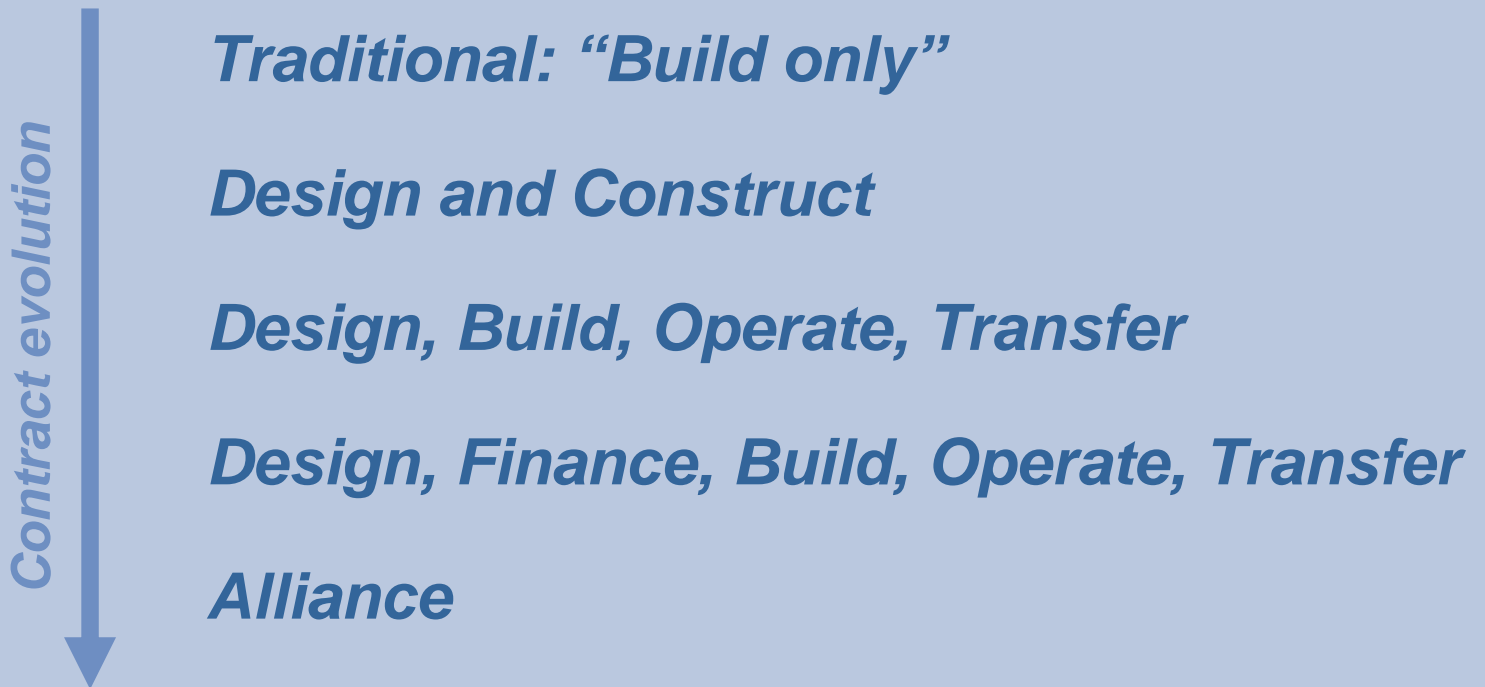 Contract evolution
Traditional: “Build only”
Design and Construct
Design, Build, Operate, Transfer
Design, Finance, Build, Operate, Transfer
Alliance